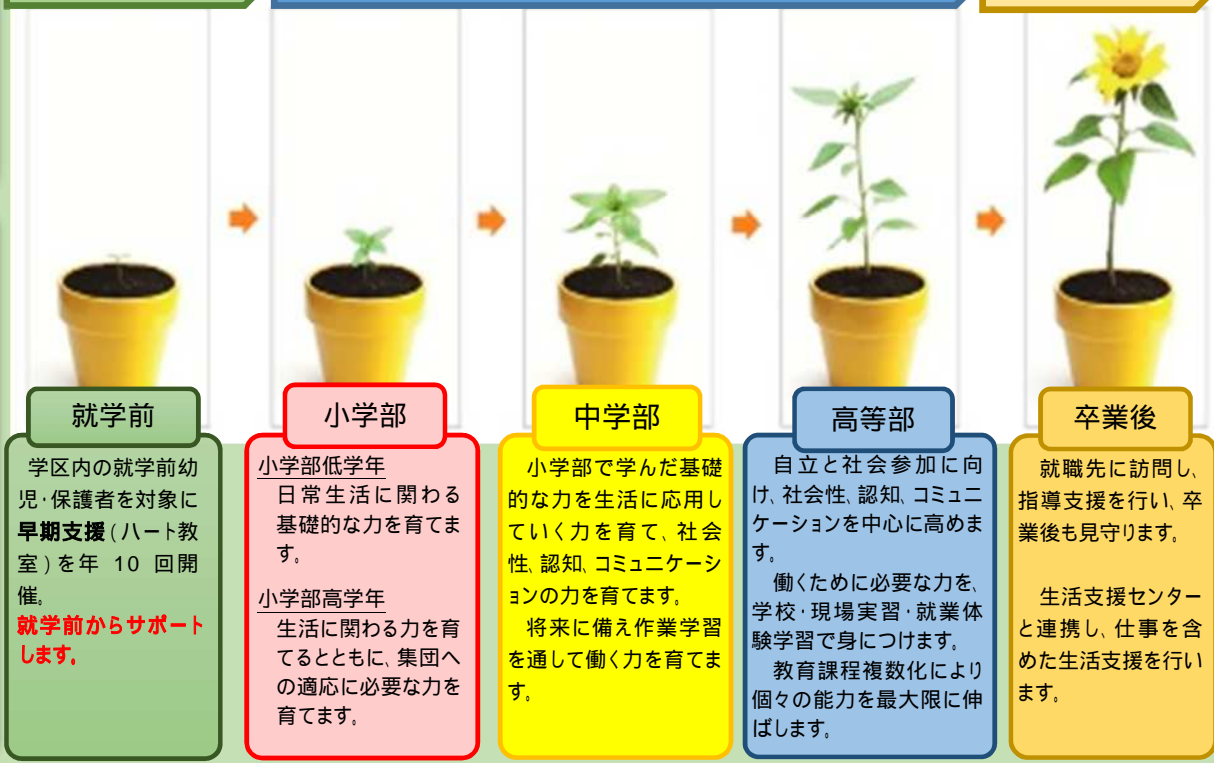 就学前
学区内の就学前幼
児・保護者を対象に
早期支援(ハート教
室)を年 10 回開
催。
就学前からサポート
します。
小学部
小学部低学年
日常生活に関わる
基礎的な力を育てま
す。
小学部高学年
生活に関わる力を育
てるとともに、集団へ
の適応に必要な力を
育てます。
中学部
小学部で学んだ基礎
的な力を生活に応用し
ていく力を育て、社会
性、認知、コミュニケーシ
ョンの力を育てます。
将来に備え作業学習
を通して働く力を育てま
す。
高等部
自立と社会参加に向
け、社会性、認知、コミュニ
ケーションを中心に高めま
す。
働くために必要な力を、
学校・現場実習・就業体
験学習で身につけます。
教育課程複数化により
個々の能力を最大限に伸
ばします。
卒業後
就職先に訪問し、
指導支援を行い、卒
業後も見守ります。
生活支援センター
と連携し、仕事を含
めた生活支援を行い
ます。